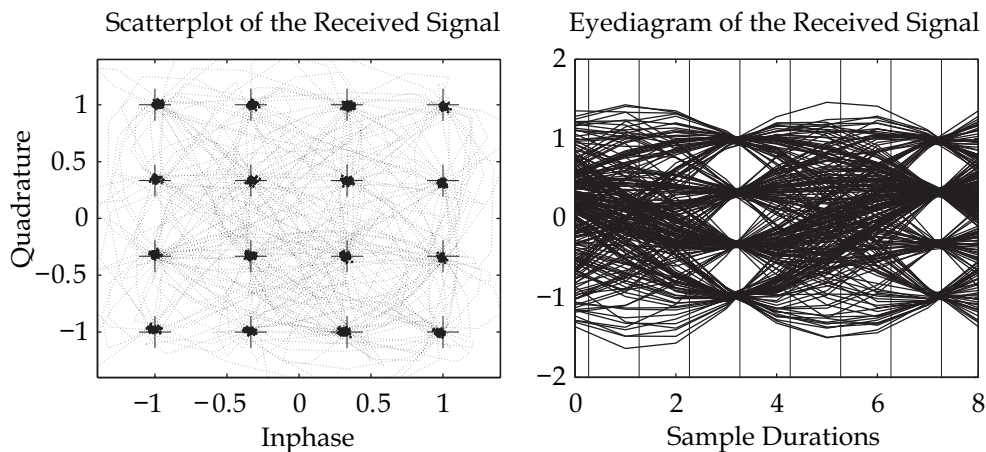 Scatterplot of the Received Signal
1
0.5
0
−0.5
−1
Quadrature
−1 −0.5 0 0.5 1
Inphase
Eyediagram of the Received Signal
2
1
0
−1
−2
0 2 4 6 8
Sample Durations